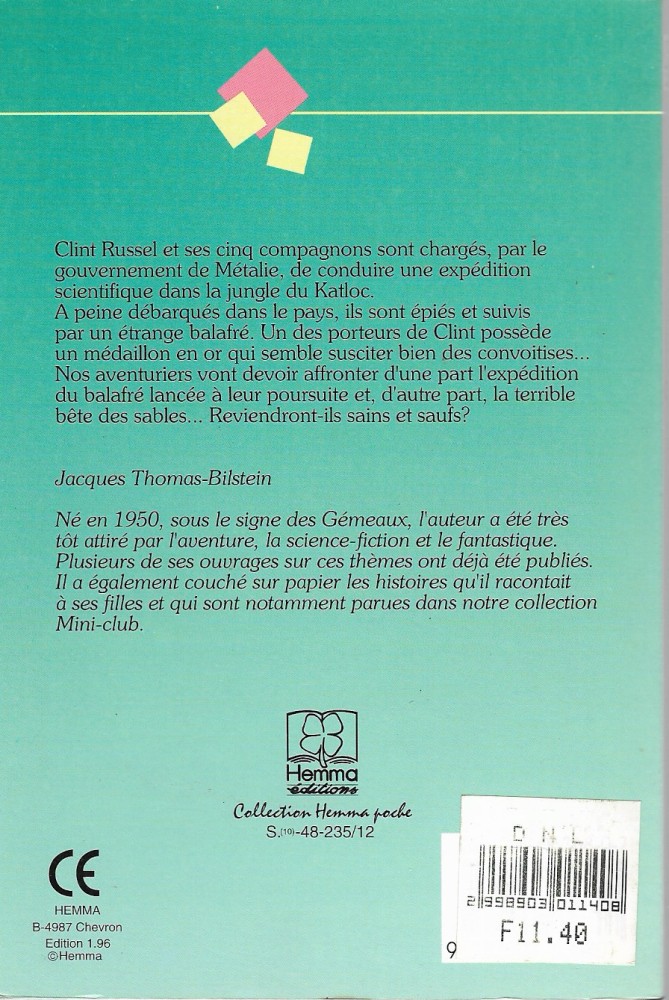 Clint Russel et ses cinq compagnons sont chargés, par le
gouvernement de Métalie, de conduire une expédition
scientifique dans la jungle du Katloc.
A peine débarqués dans le pays, ils sont épiés et suivis
par un étrange balafré. Un des porteurs de Clint possède
un médaillon en or qui semble susciter bien des convoitises...
Nos aventuriers vont devoir affronter d'une part l'expédition
du balafré lancée à leur poursuite et, d'autre part, la terrible
bête des sables... Reviendront-ils sains et saufs?
Jacques Thomas-Bilstein
Né en 1950, sous le signe des Gémeaux, l'auteur a été très
tôt attiré par l'aventure, la science-fiction et le fantastique.
Plusieurs de ses ouvrages sur ces thèmes ont déjà été publiés.
Il a également couché sur papier les histoires qu'il racontait
à ses filles et qui sont notamment parues dans notre collection
Mini-club.
Hemma
éditions
Collection Hemma poche
S.(10)-48-235/12
CE
HEMMA
B-4987 Chevron
Edition 1.96
©Hemma
D N L
2 998903 011408
F11.40
9